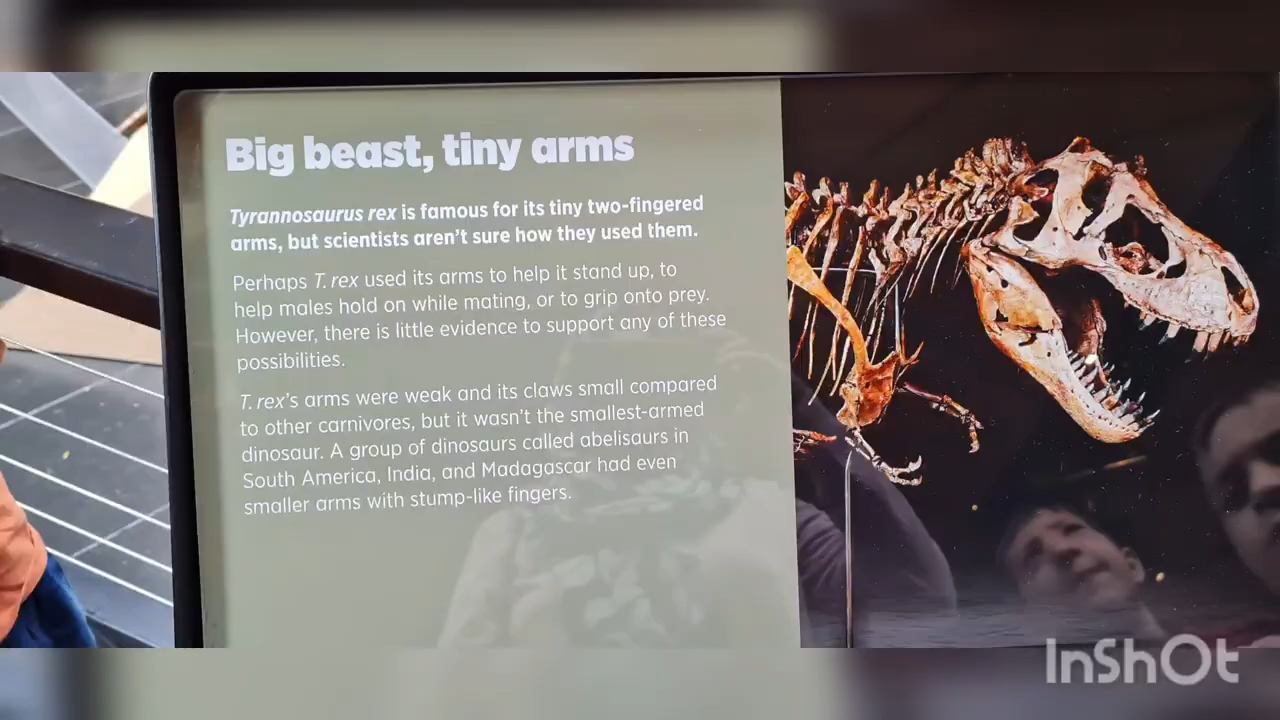 Big beast, tiny arms
Tyrannosaurus rex is famous for its tiny two-fingered
arms, but scientists aren't sure how they used them.
Perhaps T. rex used its arms to help it stand up, to
help males hold on while mating, or to grip onto prey.
However, there is little evidence to support any of these
possibilities.
T. rex's arms were weak and its claws small compared
to other carnivores, but it wasn't the smallest-armed
dinosaur. A group of dinosaurs called abelisaurs in
South America, India, and Madagascar had even
smaller arms with stump-like fingers.
InShOt